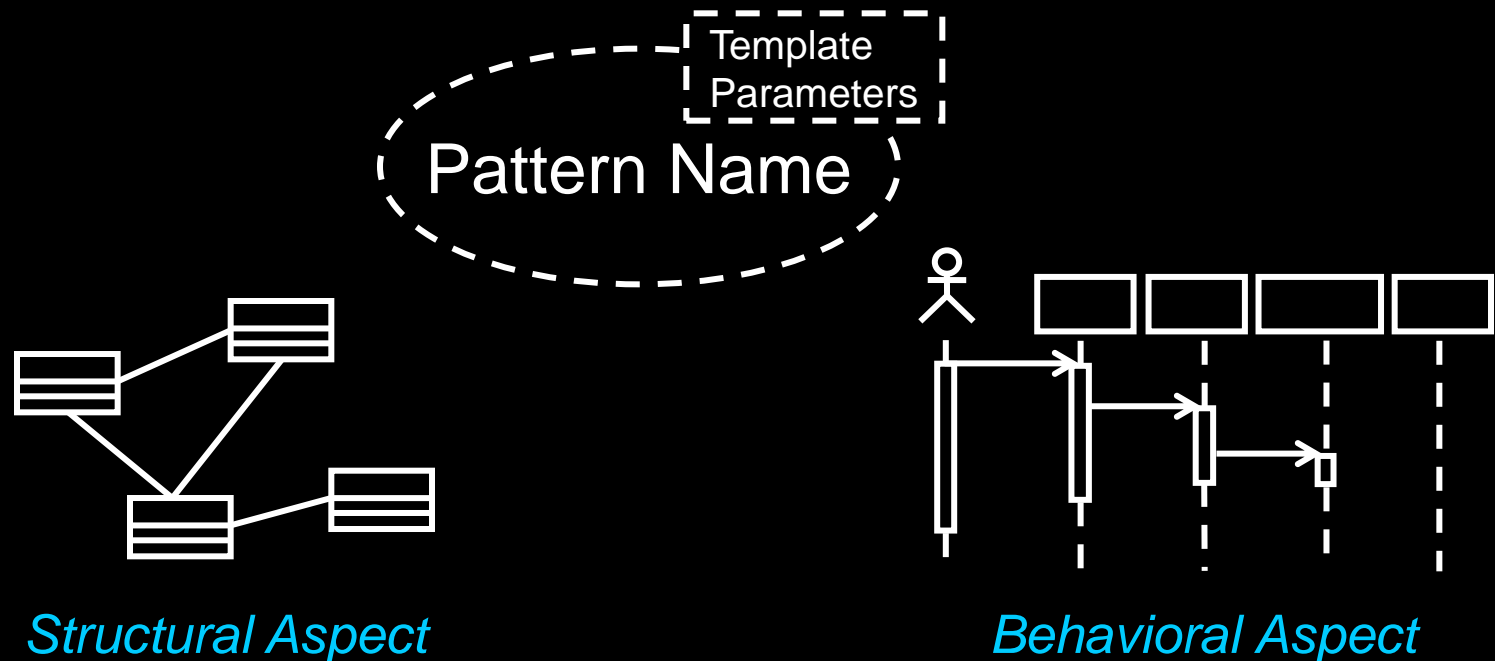 Template
Parameters
Pattern Name
Structural Aspect
Behavioral Aspect